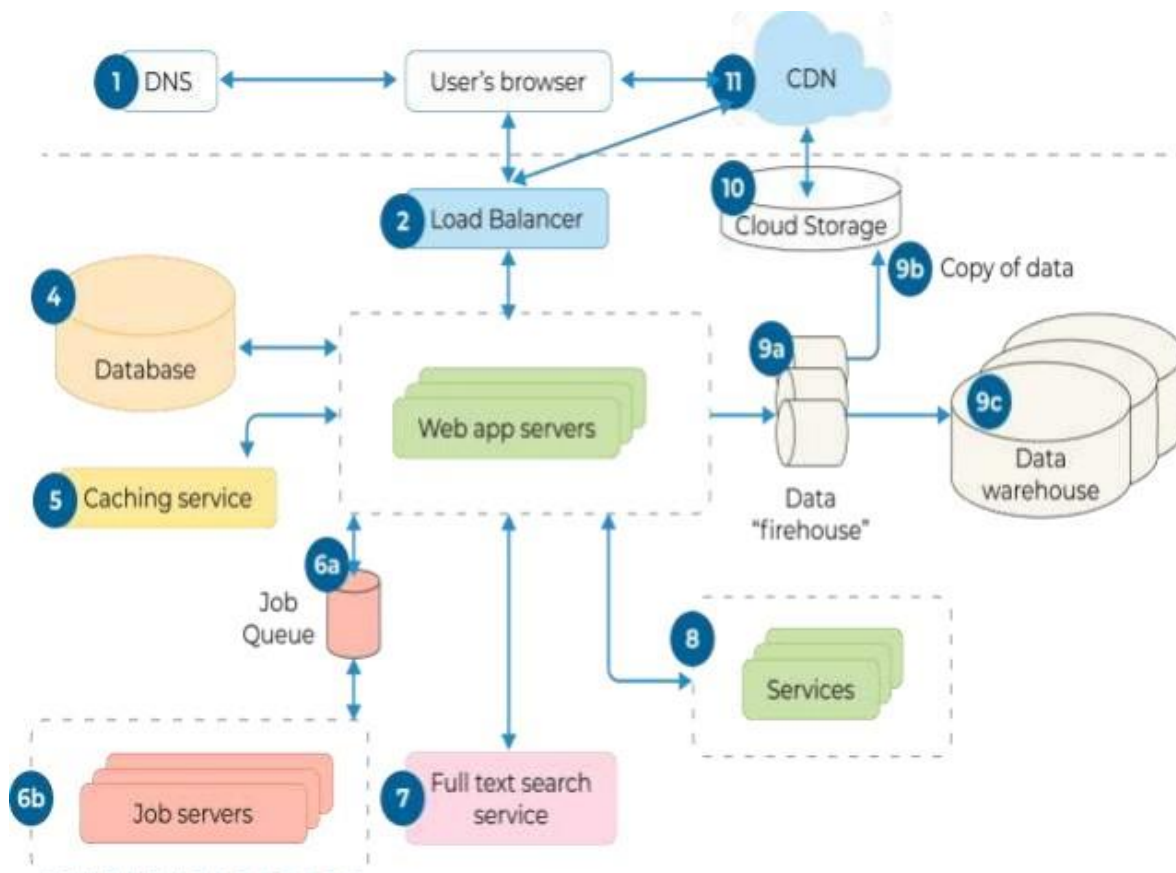 1 DNS
User's browser
11 CDN
2 Load Balancer
10
Cloud Storage
9b Copy of data
4
Database
9a
9c
Web app servers
Data
warehouse
5 Caching service
Data
“firehouse”
6a
Job
Queue
8
Services
6b
Job servers
7 Full text search
service